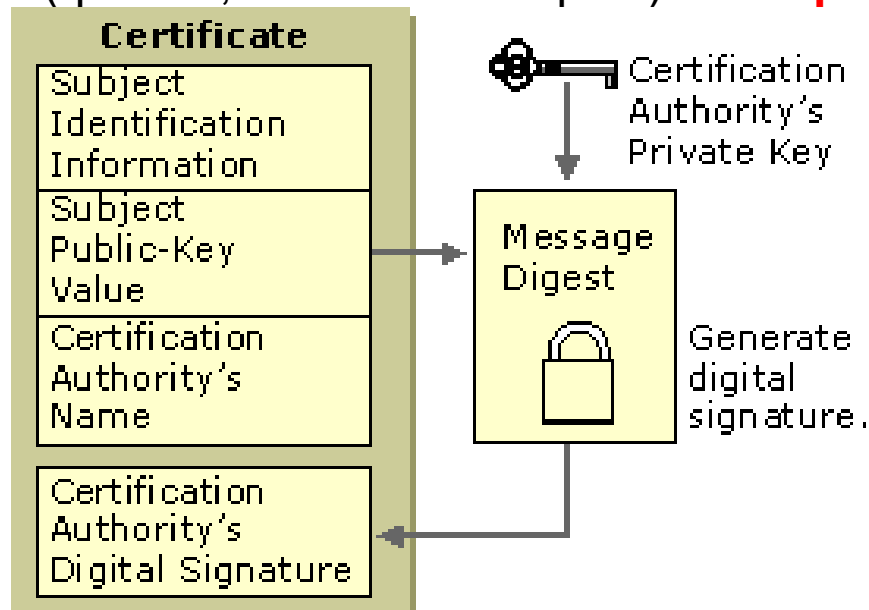 Certificate
Subject
Identification
Information
Subject
Public-Key
Value
Certification
Authority's
Name
Certification
Authority's
Digital Signature
Certification
Authority's
Private Key
Message
Digest
Generate
digital
signature.